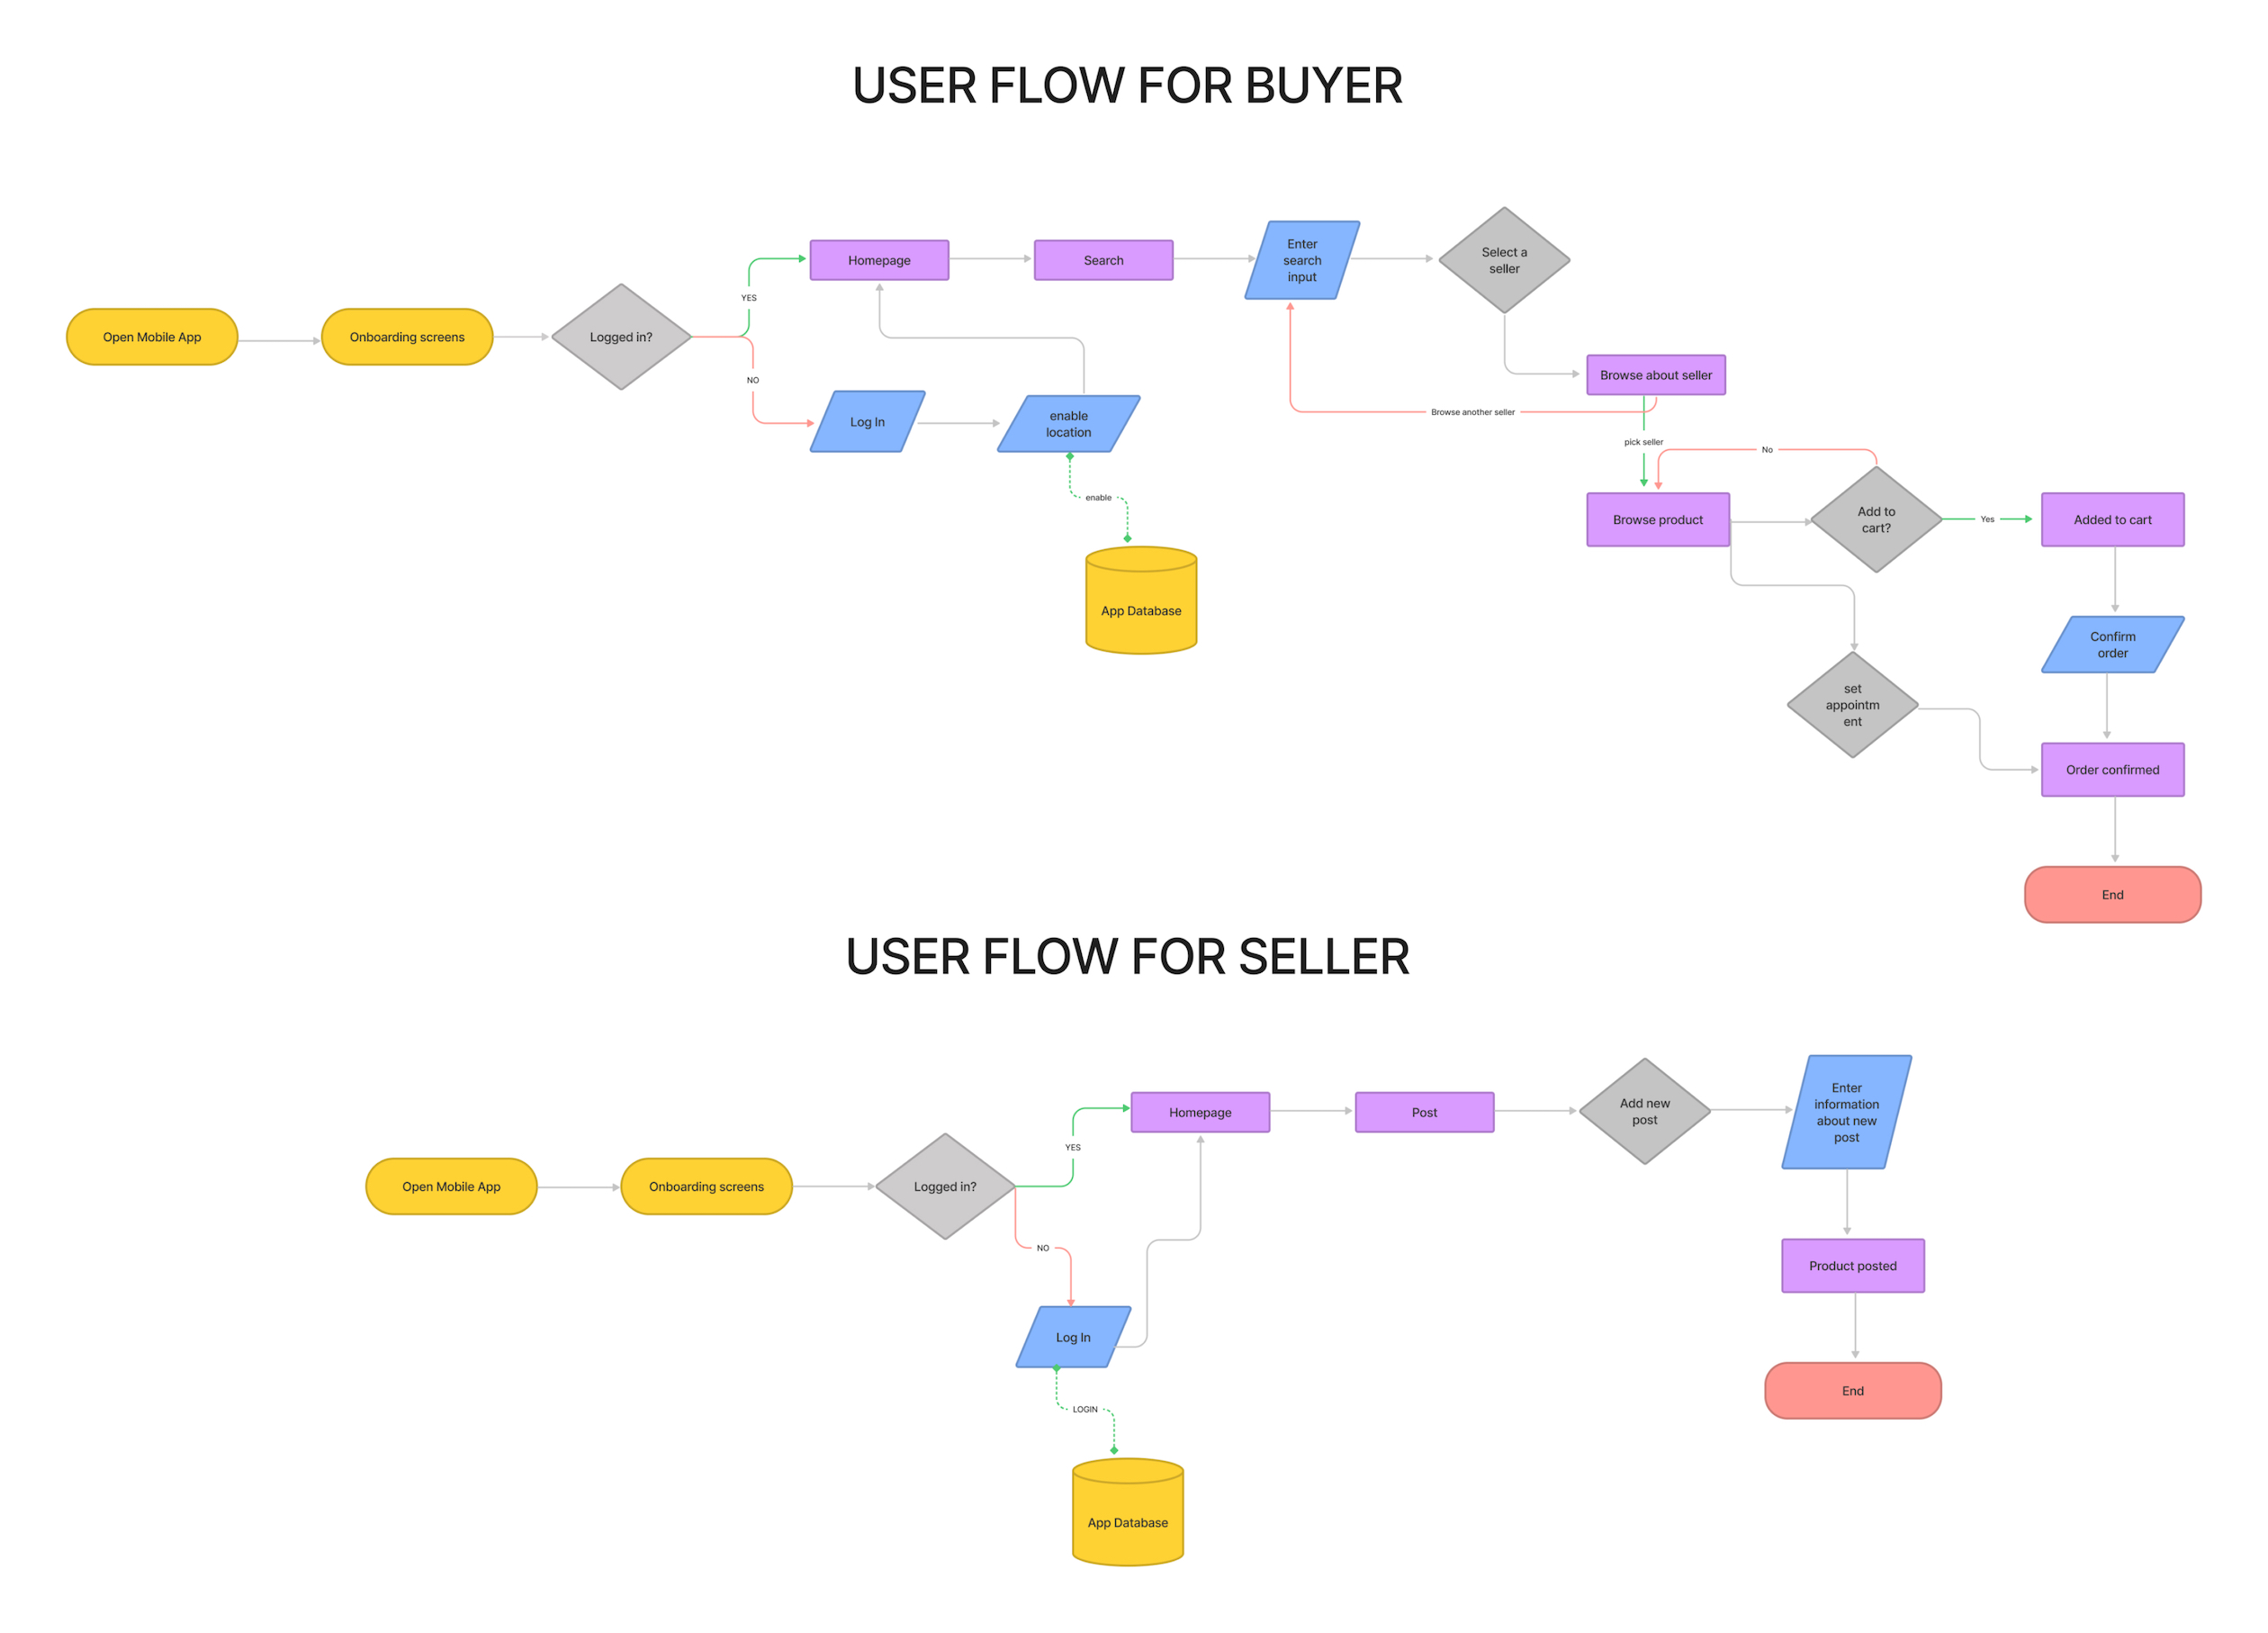 USER FLOW FOR BUYER
Open Mobile App
Onboarding screens
Logged in?
YES
NO
Homepage
Search
Enter
search
input
Select a
seller
Log In
enable
location
enable
App Database
Browse about seller
Browse another seller
pick seller
No
Browse product
Add to
cart?
Yes
Added to cart
Confirm
order
set
appointm
ent
Order confirmed
End
USER FLOW FOR SELLER
Open Mobile App
Onboarding screens
Logged in?
YES
NO
Homepage
Post
Add new
post
Enter
information
about new
post
Log In
LOGIN
App Database
Product posted
End